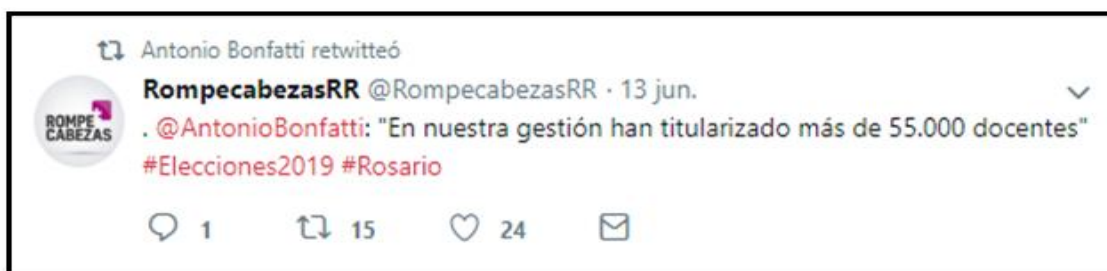 Antonio Bonfatti retwitteó
RompecabezasRR @RompecabezasRR · 13 jun.
ROMPE
CABEZAS
. @AntonioBonfatti: "En nuestra gestión han titularizado más de 55.000 docentes"
#Elecciones2019 #Rosario
1 15 24